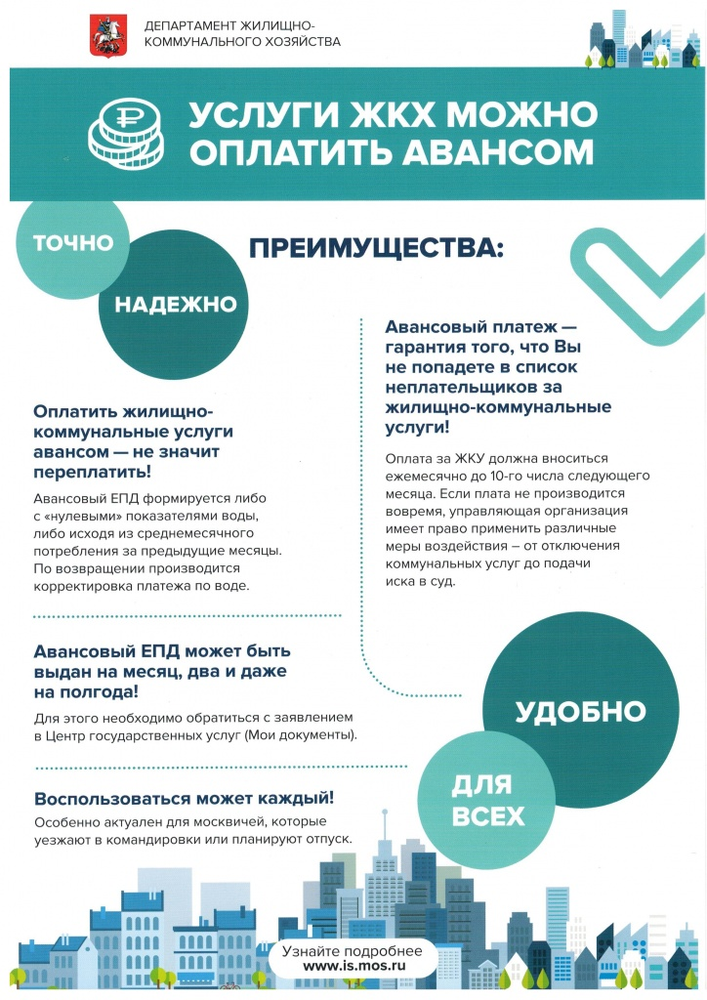 ДЕПАРТАМЕНТ ЖИЛИЩНО-
КОММУНАЛЬНОГО ХОЗЯЙСТВА
УСЛУГИ ЖКХ МОЖНО
ОПЛАТИТЬ АВАНСОМ
ТОЧНО
НАДЕЖНО
ПРЕИМУЩЕСТВА:
Оплатить жилищно-
коммунальные услуги
авансом — не значит
переплатить!
Авансовый ЕПД формируется либо
с «нулевыми» показателями воды,
либо исходя из среднемесячного
потребления за предыдущие месяцы.
По возвращении производится
корректировка платежа по воде.
Авансовый ЕПД может быть
выдан на месяц, два и даже
на полгода!
Для этого необходимо обратиться с заявлением
в Центр государственных услуг (Мои документы).
Воспользоваться может каждый!
Особенно актуален для москвичей, которые
уезжают в командировки или планируют отпуск.
Авансовый платеж —
гарантия того, что Вы
не попадете в список
неплательщиков за
жилищно-коммунальные
услуги!
Оплата за ЖКУ должна вноситься
ежемесячно до 10-го числа следующего
месяца. Если плата не производится
вовремя, управляющая организация
имеет право применить различные
меры воздействия – от отключения
коммунальных услуг до подачи
иска в суд.
УДОБНО
ДЛЯ
ВСЕХ
Узнайте подробнее
www.is.mos.ru